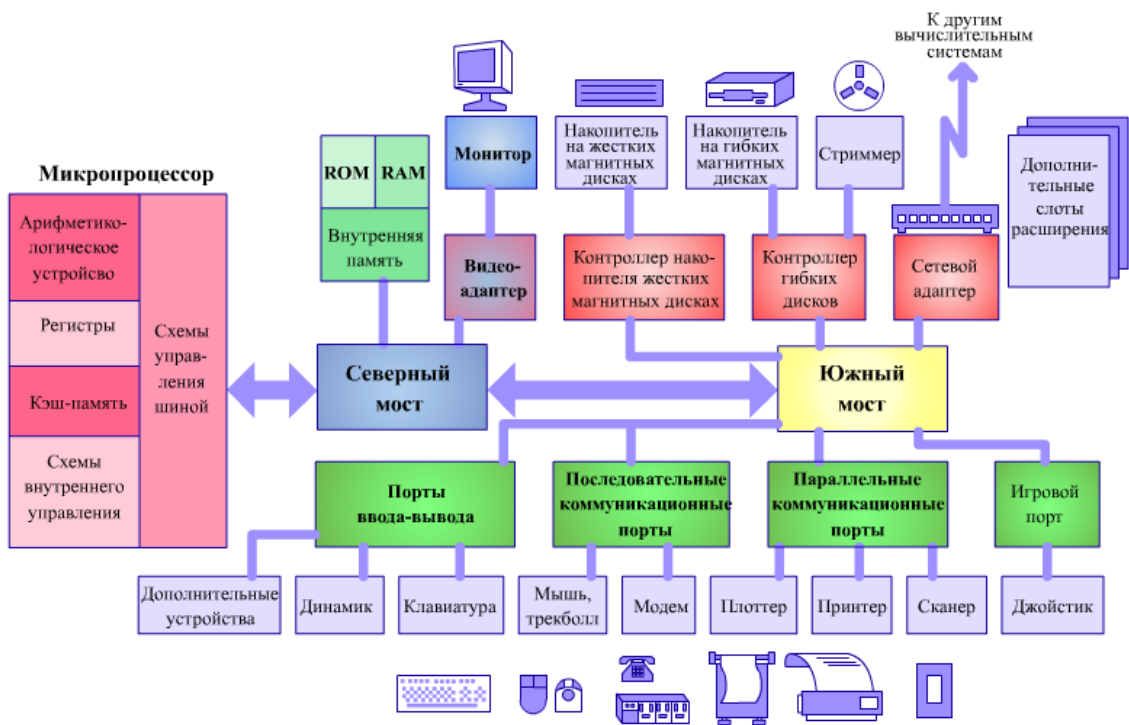 К другим
вычислительным
системам
Монитор
Накопитель
на жестких
магнитных
дисках
Накопитель
на гибких
магнитных
дисках
Стриммер
Дополни-
тельные
слоты
расширения
ROM
RAM
Внутренняя
память
Видео-
адаптер
Контроллер нако-
пителя жестких
магнитных дисках
Контроллер
гибких
дисков
Сетевой
адаптер
Микропроцессор
Арифметико-
логическое
устройсво
Регистры
Кэш-память
Схемы
внутреннего
управления
Схемы
управ-
ления
шиной
Северный
мост
Южный
мост
Порты
ввода-вывода
Последовательные
коммуникационные
порты
Параллельные
коммуникационные
порты
Игровой
порт
Дополнительные
устройства
Динамик
Клавиатура
Мышь,
трекболл
Модем
Плоттер
Принтер
Сканер
Джойстик